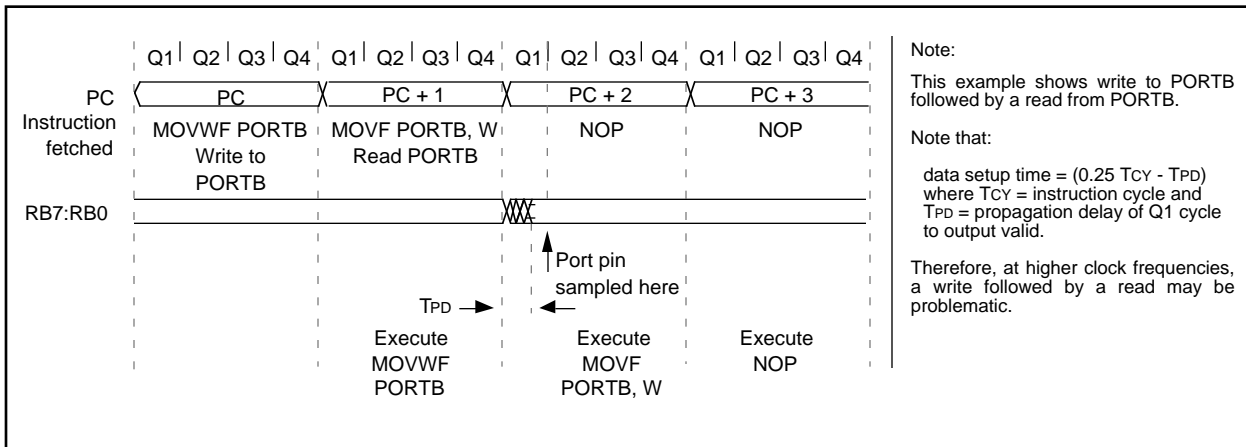 Q1 Q2 Q3 Q4 Q1 Q2 Q3 Q4 Q1 Q2 Q3 Q4 Q1 Q2 Q3 Q4
PC PC PC + 1 PC + 2 PC + 3
Instruction
fetched
MOVWF PORTB
Write to
PORTB
MOVF PORTB, W
Read PORTB
NOP
NOP
RB7:RB0
Port pin
sampled here
TPD
Execute
MOVWF
PORTB
Execute
MOVF
PORTB, W
Execute
NOP
Note:
This example shows write to PORTB
followed by a read from PORTB.
Note that:
data setup time = (0.25 TCY - TPD)
where TCY = instruction cycle and
TPD = propagation delay of Q1 cycle
to output valid.
Therefore, at higher clock frequencies,
a write followed by a read may be
problematic.